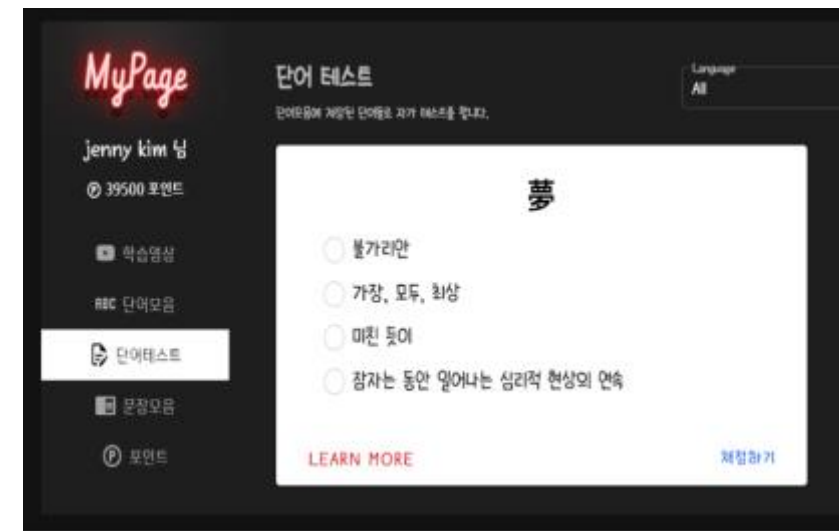 MyPage
jenny kim 님
Ⓟ 39500 포인트
학습영상
ABC 단어모음
단어테스트
문장모음
Ⓟ 포인트
단어 테스트
단어모음에 저장된 단어들로 자가 테스트를 합니다.
Language
All
夢
불가리안
가장, 모두, 최상
미친 듯이
잠자는 동안 일어나는 심리적 현상의 연속
LEARN MORE
채점하기